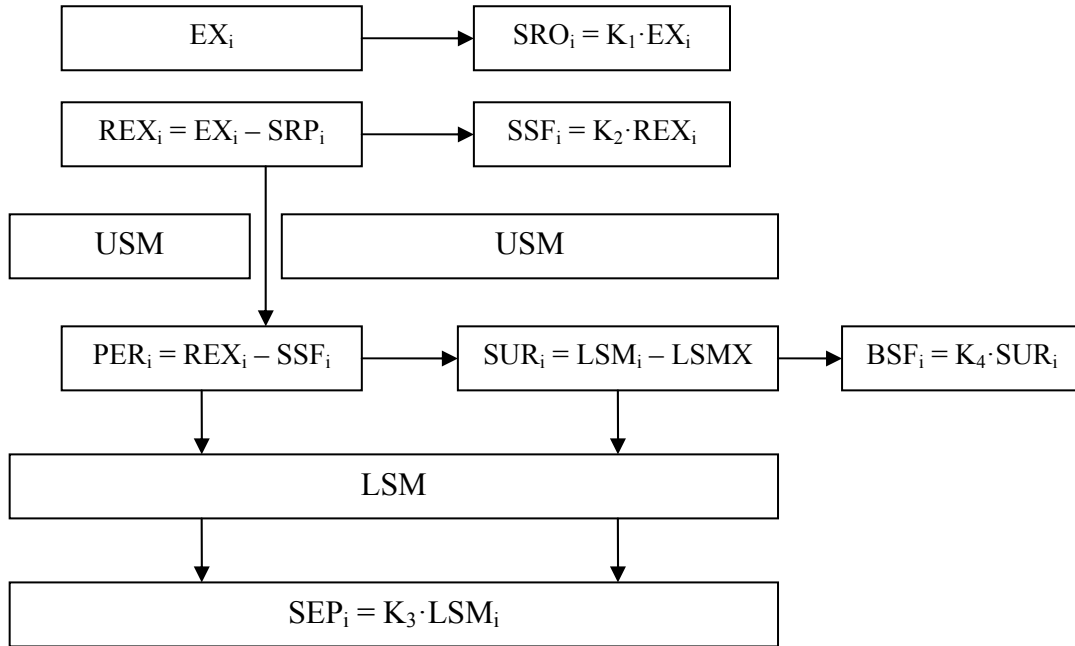 EXᵢ
SROᵢ = K₁·EXᵢ
REXᵢ = EXᵢ – SRPᵢ
SSFᵢ = K₂·REXᵢ
USM
USM
PERᵢ = REXᵢ – SSFᵢ
SURᵢ = LSMᵢ – LSMX
BSFᵢ = K₄·SURᵢ
LSM
SEPᵢ = K₃·LSMᵢ